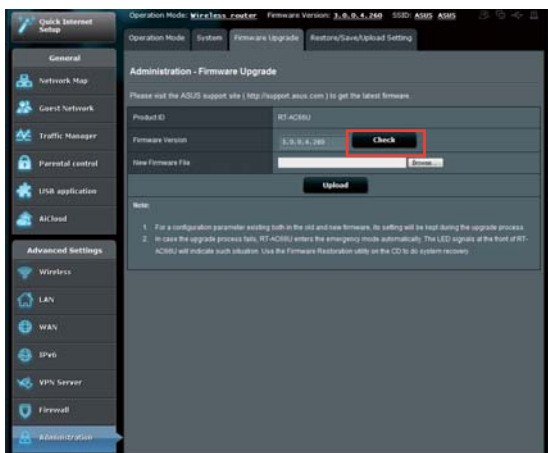 Quick Internet
Setup
Operation Mode: Wireless router Firmware Version: 3.0.0.4.260 SSID: ASUS ASUS
Operation Mode System Firmware Upgrade Restore/Save/Upload Setting
General
Network Map
Guest Network
Traffic Manager
Parental control
USB application
AiCloud
Advanced Settings
Wireless
LAN
WAN
IPv6
VPN Server
Firewall
Administration
Administration - Firmware Upgrade
Please visit the ASUS support site ( http://support.asus.com ) to get the latest firmware.
Product ID RT-AC66U
Firmware Version 3.0.0.4.260 Check
New Firmware File Browse...
Upload
Note:
1. For a configuration parameter existing both in the old and new firmware, its setting will be kept during the upgrade process.
2. In case the upgrade process fails, RT-AC66U enters the emergency mode automatically. The LED signals at the front of RT-
AC66U will indicate such situation. Use the Firmware Restoration utility on the CD to do system recovery.